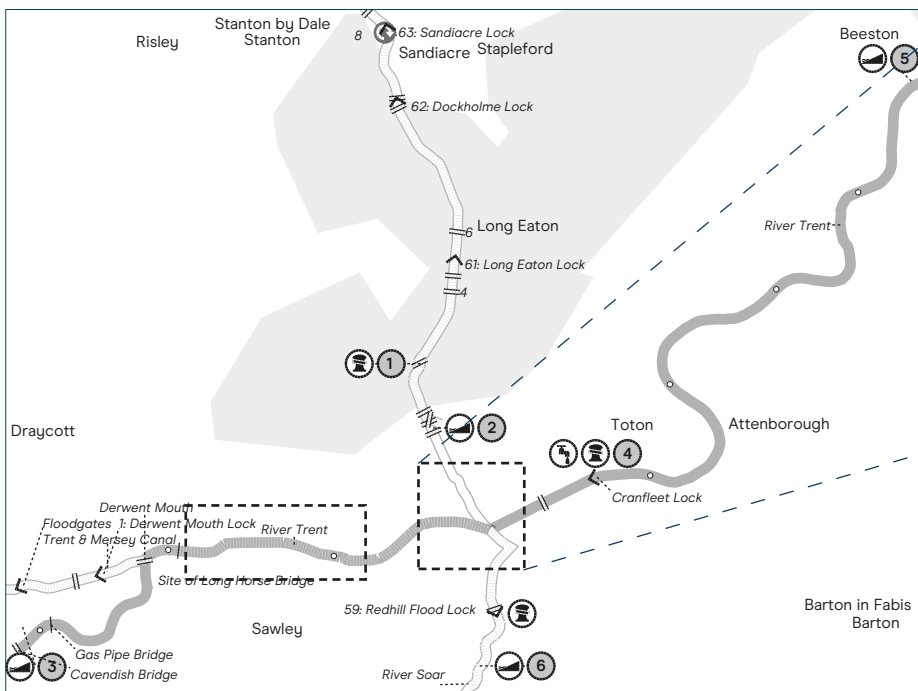 Stanton by Dale
Stanton
Risley
8
63: Sandiacre Lock
Sandiacre
Stapleford
Beeston
5
62: Dockholme Lock
6
Long Eaton
River Trent
61: Long Eaton Lock
4
1
2
Draycott
Toton
Attenborough
4
Cranfleet Lock
Derwent Mouth
Floodgates
1: Derwent Mouth Lock
River Trent
Trent & Mersey Canal
Site of Long Horse Bridge
59: Redhill Flood Lock
Barton in Fabis
Barton
Sawley
Gas Pipe Bridge
3
Cavendish Bridge
6
River Soar